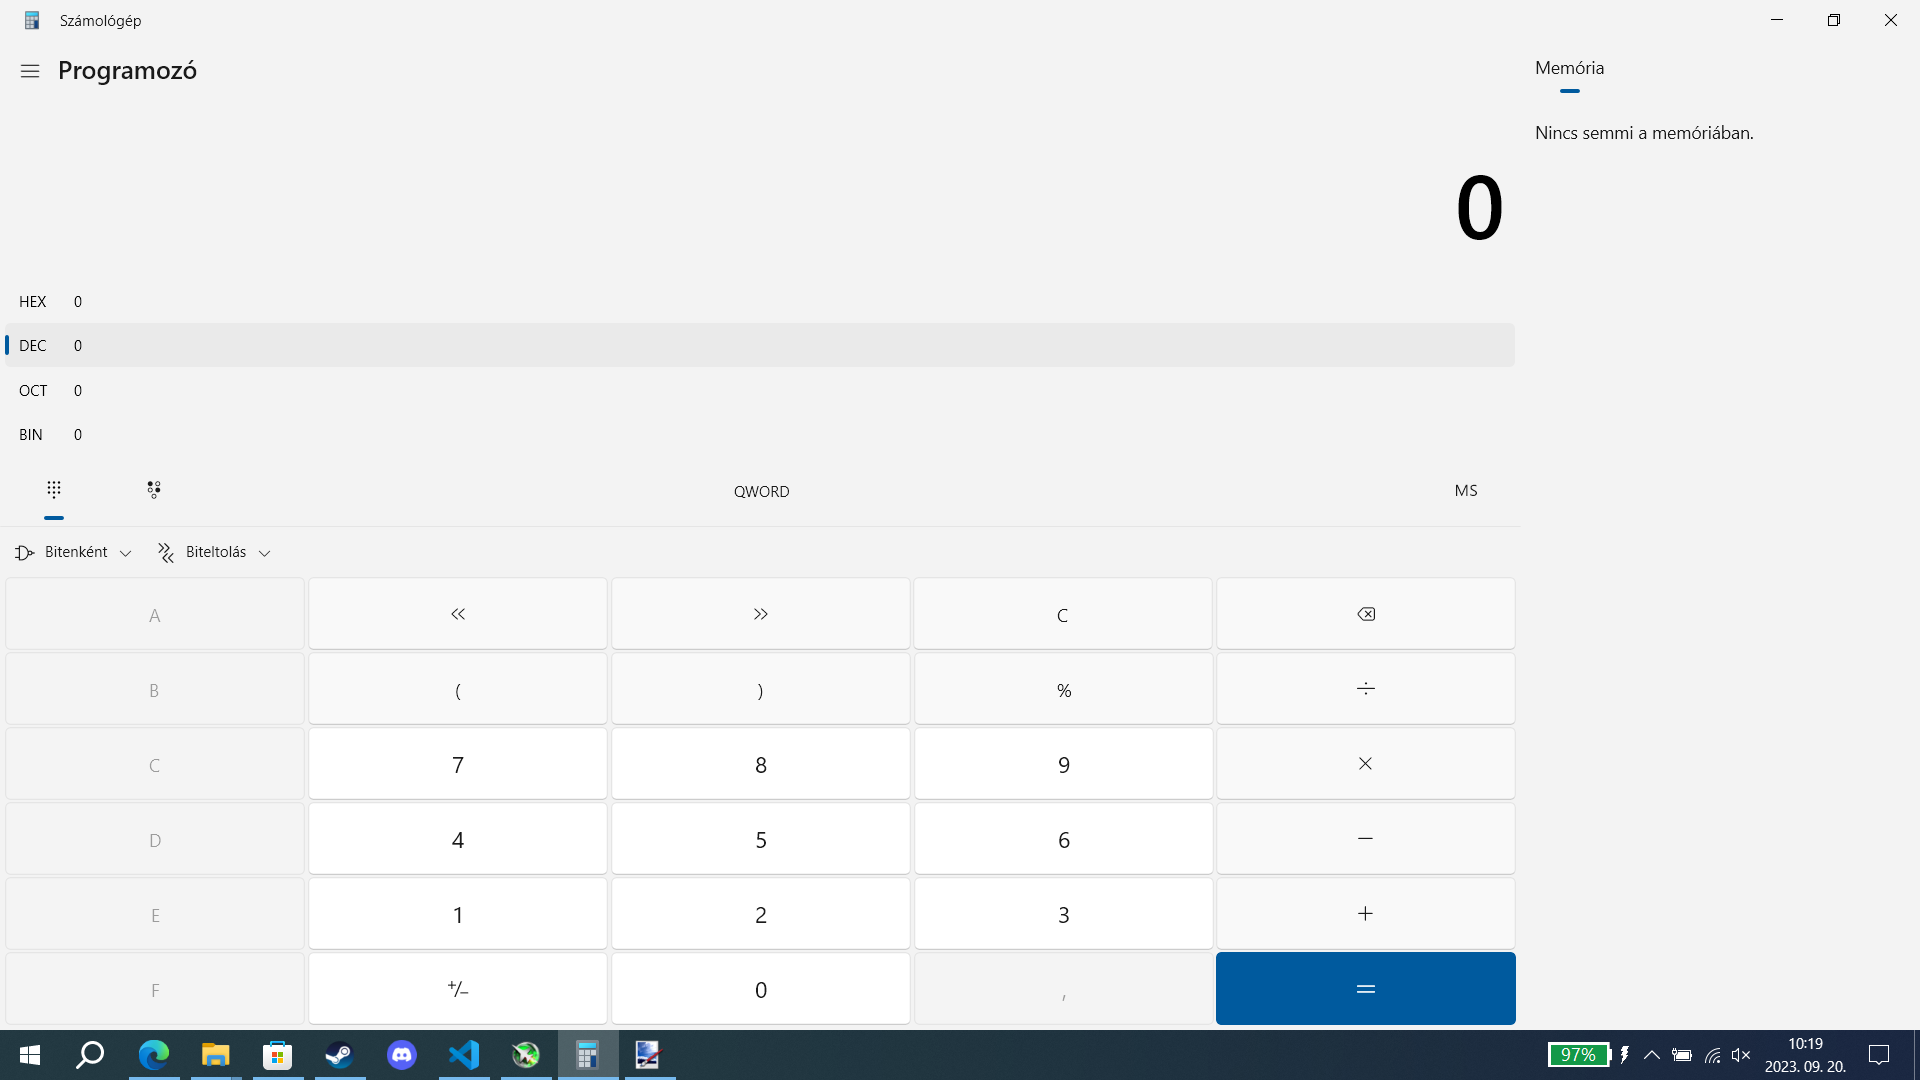 Számológép
Programozó
Memória
Nincs semmi a memóriában.
0
HEX 0
DEC 0
OCT 0
BIN 0
QWORD MS
Bitenként Biteltolás
A « » C
B ( ) % ÷
C 7 8 9 ×
D 4 5 6 −
E 1 2 3 +
F +/− 0 , =
97% 10:19
2023. 09. 20.